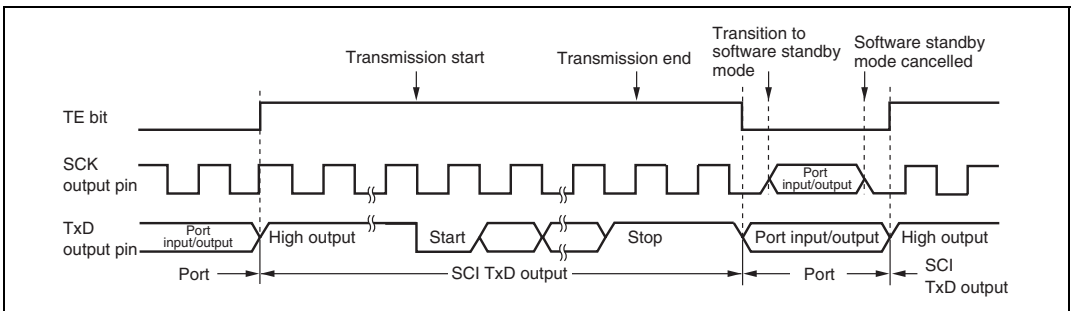 Transition to
software standby
mode
Software standby
mode cancelled
Transmission start
Transmission end
TE bit
SCK
output pin
Port
input/output
TxD
output pin
Port
input/output
High output
Start
Stop
Port input/output
High output
Port
SCI TxD output
Port
SCI
TxD output